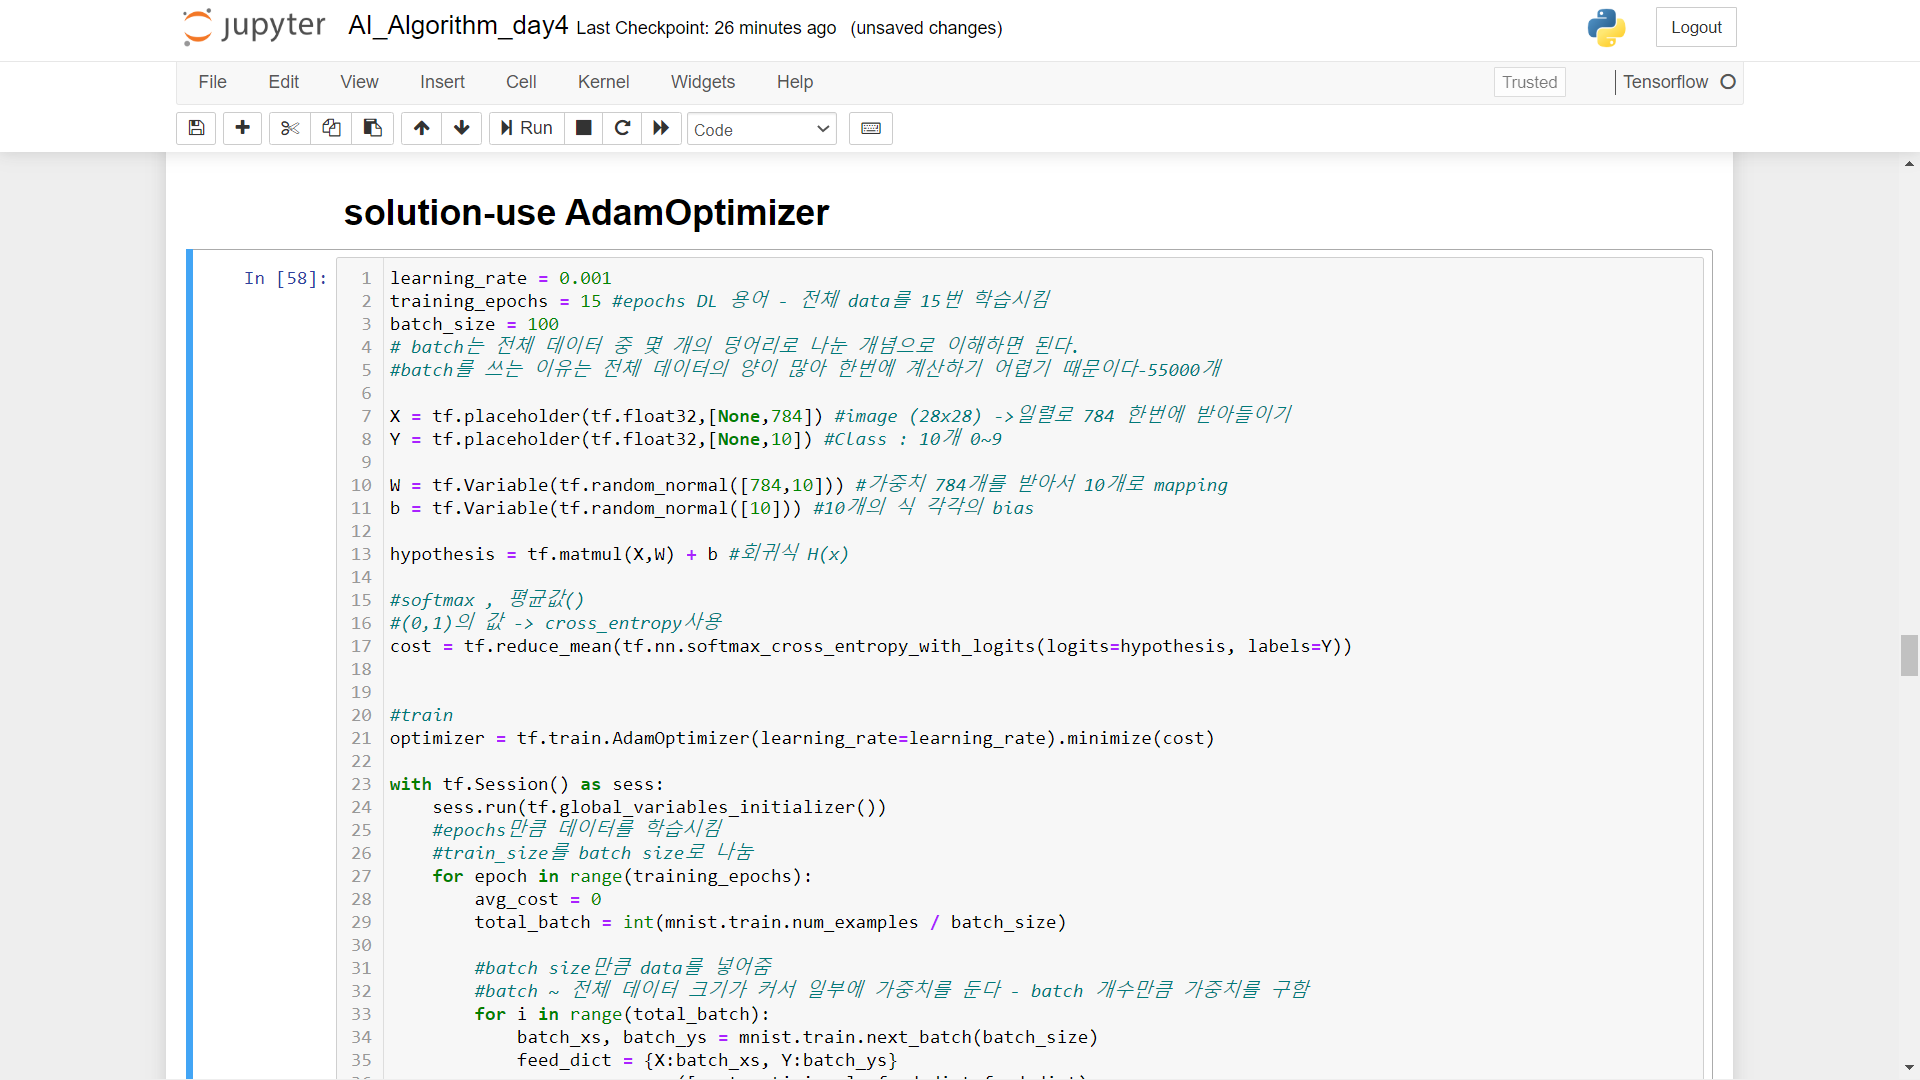 jupyter AI_Algorithm_day4 Last Checkpoint: 26 minutes ago (unsaved changes) Logout
File Edit View Insert Cell Kernel Widgets Help Trusted Tensorflow
Run Code
solution-use AdamOptimizer
In [58]:
1 learning_rate = 0.001
2 training_epochs = 15 #epochs DL 용어 - 전체 data를 15번 학습시킴
3 batch_size = 100
4 # batch는 전체 데이터 중 몇 개의 덩어리로 나눈 개념으로 이해하면 된다.
5 #batch를 쓰는 이유는 전체 데이터의 양이 많아 한번에 계산하기 어렵기 때문이다-55000개
6
7 X = tf.placeholder(tf.float32,[None,784]) #image (28x28) ->일렬로 784 한번에 받아들이기
8 Y = tf.placeholder(tf.float32,[None,10]) #Class : 10개 0~9
9
10 W = tf.Variable(tf.random_normal([784,10])) #가중치 784개를 받아서 10개로 mapping
11 b = tf.Variable(tf.random_normal([10])) #10개의 식 각각의 bias
12
13 hypothesis = tf.matmul(X,W) + b #회귀식 H(x)
14
15 #softmax , 평균값()
16 #(0,1)의 값 -> cross_entropy사용
17 cost = tf.reduce_mean(tf.nn.softmax_cross_entropy_with_logits(logits=hypothesis, labels=Y))
18
19
20 #train
21 optimizer = tf.train.AdamOptimizer(learning_rate=learning_rate).minimize(cost)
22
23 with tf.Session() as sess:
24     sess.run(tf.global_variables_initializer())
25     #epochs만큼 데이터를 학습시킴
26     #train_size를 batch size로 나눔
27     for epoch in range(training_epochs):
28         avg_cost = 0
29         total_batch = int(mnist.train.num_examples / batch_size)
30
31         #batch size만큼 data를 넣어줌
32         #batch ~ 전체 데이터 크기가 커서 일부에 가중치를 둔다 - batch 개수만큼 가중치를 구함
33         for i in range(total_batch):
34             batch_xs, batch_ys = mnist.train.next_batch(batch_size)
35             feed_dict = {X:batch_xs, Y:batch_ys}